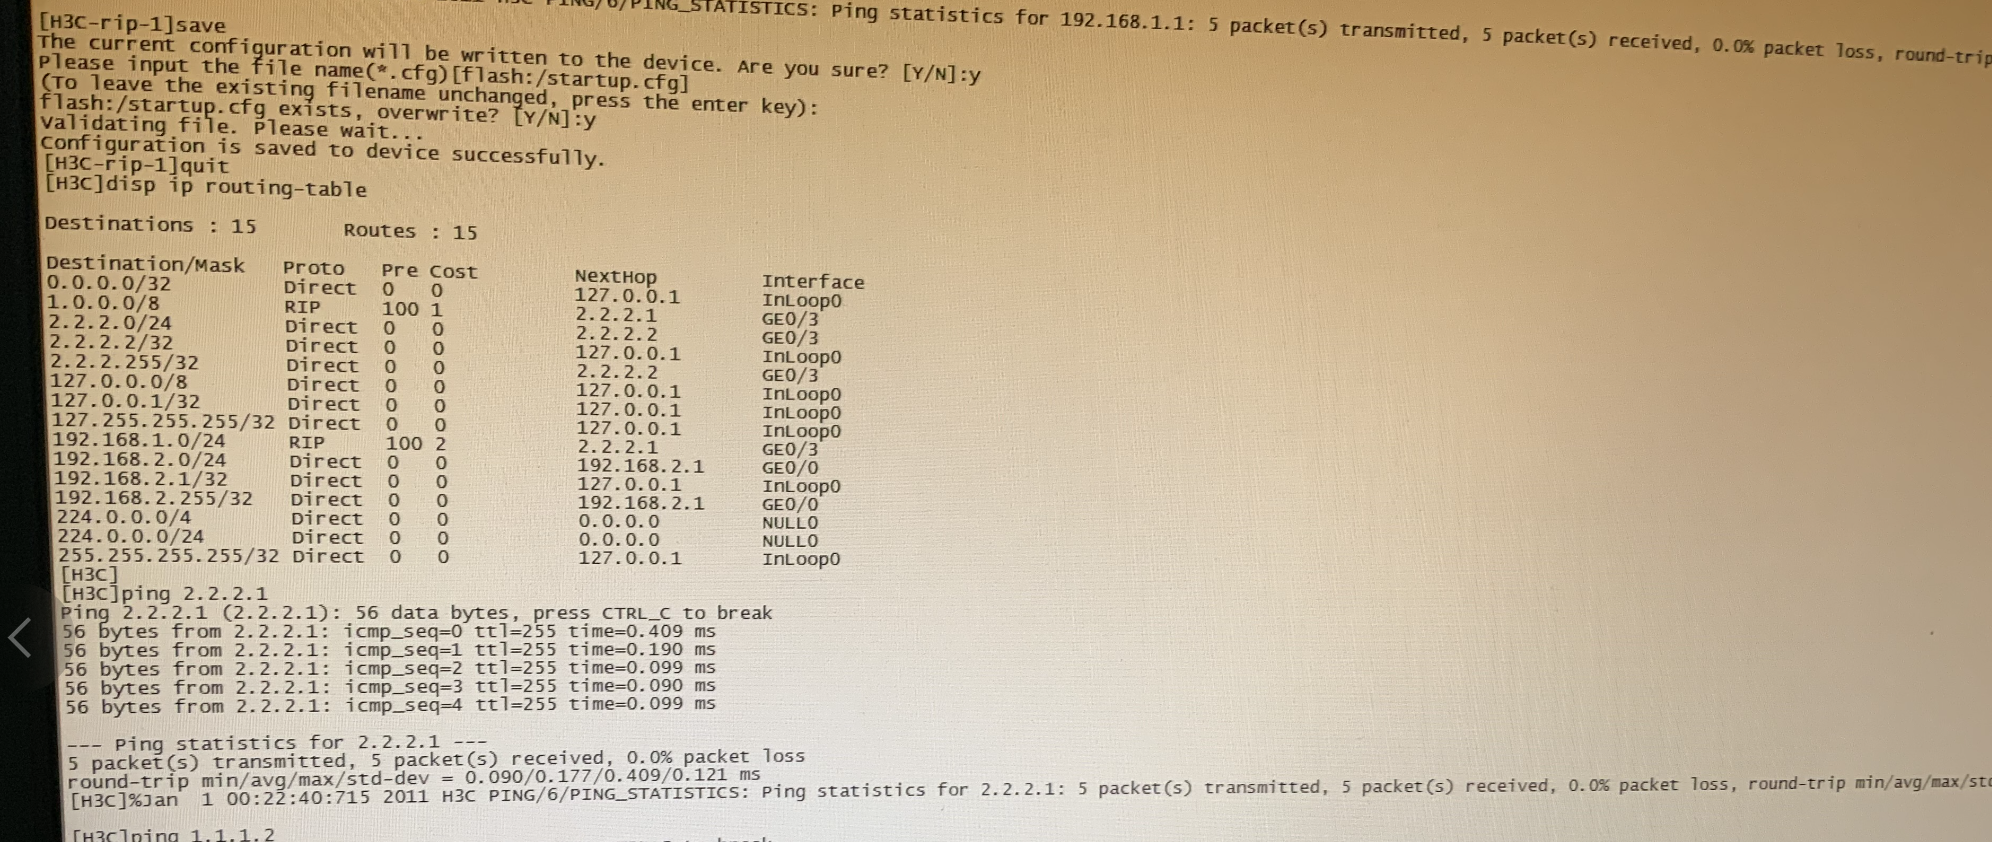 PING/6/PING_STATISTICS: Ping statistics for 192.168.1.1: 5 packet(s) transmitted, 5 packet(s) received, 0.0% packet loss, round-trip
[H3C-rip-1]save
The current configuration will be written to the device. Are you sure? [Y/N]:y
Please input the file name(*.cfg)[flash:/startup.cfg]
(To leave the existing filename unchanged, press the enter key):
flash:/startup.cfg exists, overwrite? [Y/N]:y
Validating file. Please wait...
Configuration is saved to device successfully.
[H3C-rip-1]quit
[H3C]disp ip routing-table
Destinations : 15 Routes : 15
Destination/Mask Proto Pre Cost NextHop Interface
0.0.0.0/32 Direct 0 0 127.0.0.1 InLoop0
1.0.0.0/8 RIP 100 1 2.2.2.1 GE0/3
2.2.2.0/24 Direct 0 0 2.2.2.2 GE0/3
2.2.2.2/32 Direct 0 0 127.0.0.1 InLoop0
2.2.2.255/32 Direct 0 0 2.2.2.2 GE0/3
127.0.0.0/8 Direct 0 0 127.0.0.1 InLoop0
127.0.0.1/32 Direct 0 0 127.0.0.1 InLoop0
127.255.255.255/32 Direct 0 0 127.0.0.1 InLoop0
192.168.1.0/24 RIP 100 2 2.2.2.1 GE0/3
192.168.2.0/24 Direct 0 0 192.168.2.1 GE0/0
192.168.2.1/32 Direct 0 0 127.0.0.1 InLoop0
192.168.2.255/32 Direct 0 0 192.168.2.1 GE0/0
224.0.0.0/4 Direct 0 0 0.0.0.0 NULL0
224.0.0.0/24 Direct 0 0 0.0.0.0 NULL0
255.255.255.255/32 Direct 0 0 127.0.0.1 InLoop0
[H3C]
[H3C]ping 2.2.2.1
Ping 2.2.2.1 (2.2.2.1): 56 data bytes, press CTRL_C to break
56 bytes from 2.2.2.1: icmp_seq=0 ttl=255 time=0.409 ms
56 bytes from 2.2.2.1: icmp_seq=1 ttl=255 time=0.190 ms
56 bytes from 2.2.2.1: icmp_seq=2 ttl=255 time=0.099 ms
56 bytes from 2.2.2.1: icmp_seq=3 ttl=255 time=0.090 ms
56 bytes from 2.2.2.1: icmp_seq=4 ttl=255 time=0.099 ms
--- Ping statistics for 2.2.2.1 ---
5 packet(s) transmitted, 5 packet(s) received, 0.0% packet loss
round-trip min/avg/max/std-dev = 0.090/0.177/0.409/0.121 ms
[H3C]%Jan 1 00:22:40:715 2011 H3C PING/6/PING_STATISTICS: Ping statistics for 2.2.2.1: 5 packet(s) transmitted, 5 packet(s) received, 0.0% packet loss, round-trip min/avg/max/std
[H3C]ping 1.1.1.2